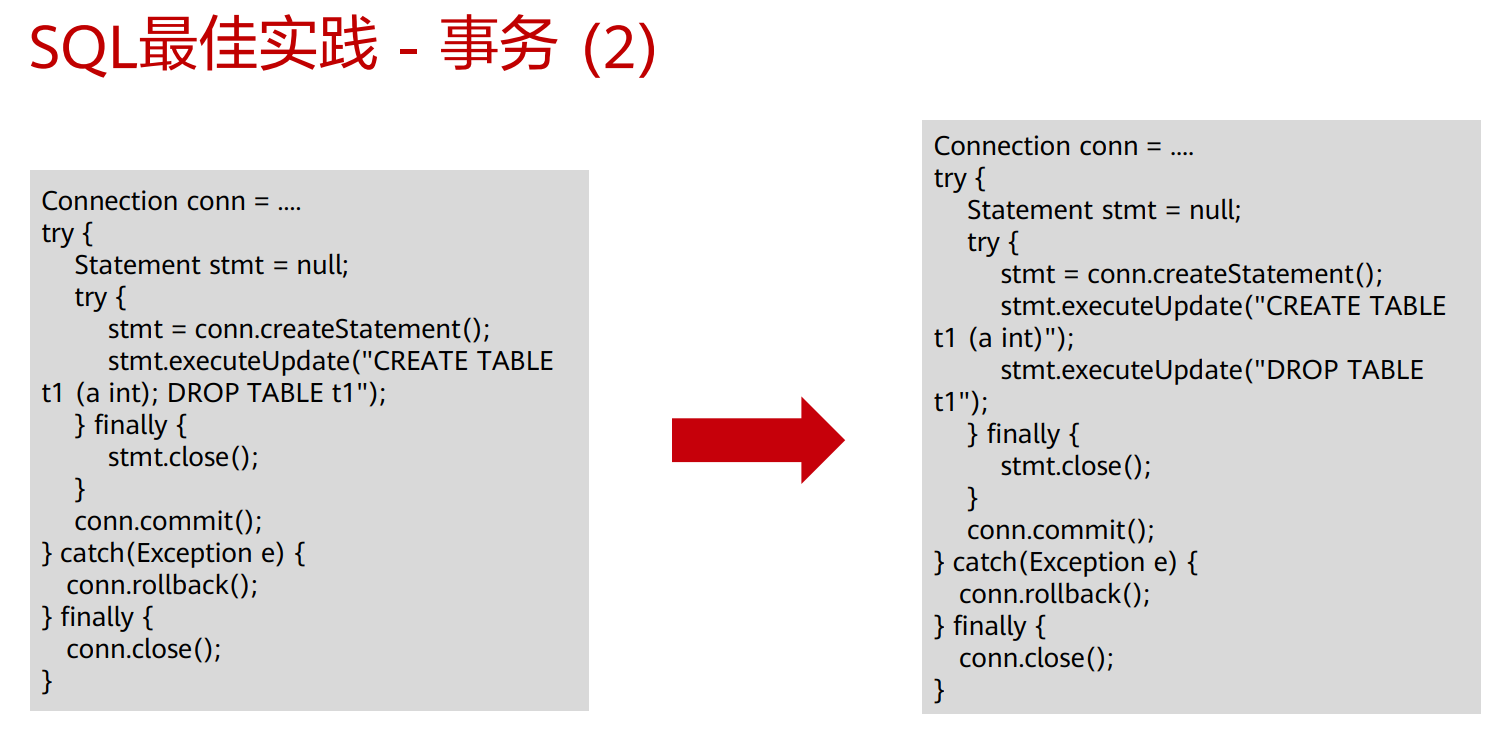 SQL最佳实践 - 事务 (2)
Connection conn = ....
try {
Statement stmt = null;
try {
stmt = conn.createStatement();
stmt.executeUpdate("CREATE TABLE
t1 (a int); DROP TABLE t1");
} finally {
stmt.close();
}
conn.commit();
} catch(Exception e) {
conn.rollback();
} finally {
conn.close();
}
Connection conn = ....
try {
Statement stmt = null;
try {
stmt = conn.createStatement();
stmt.executeUpdate("CREATE TABLE
t1 (a int)");
stmt.executeUpdate("DROP TABLE
t1");
} finally {
stmt.close();
}
conn.commit();
} catch(Exception e) {
conn.rollback();
} finally {
conn.close();
}